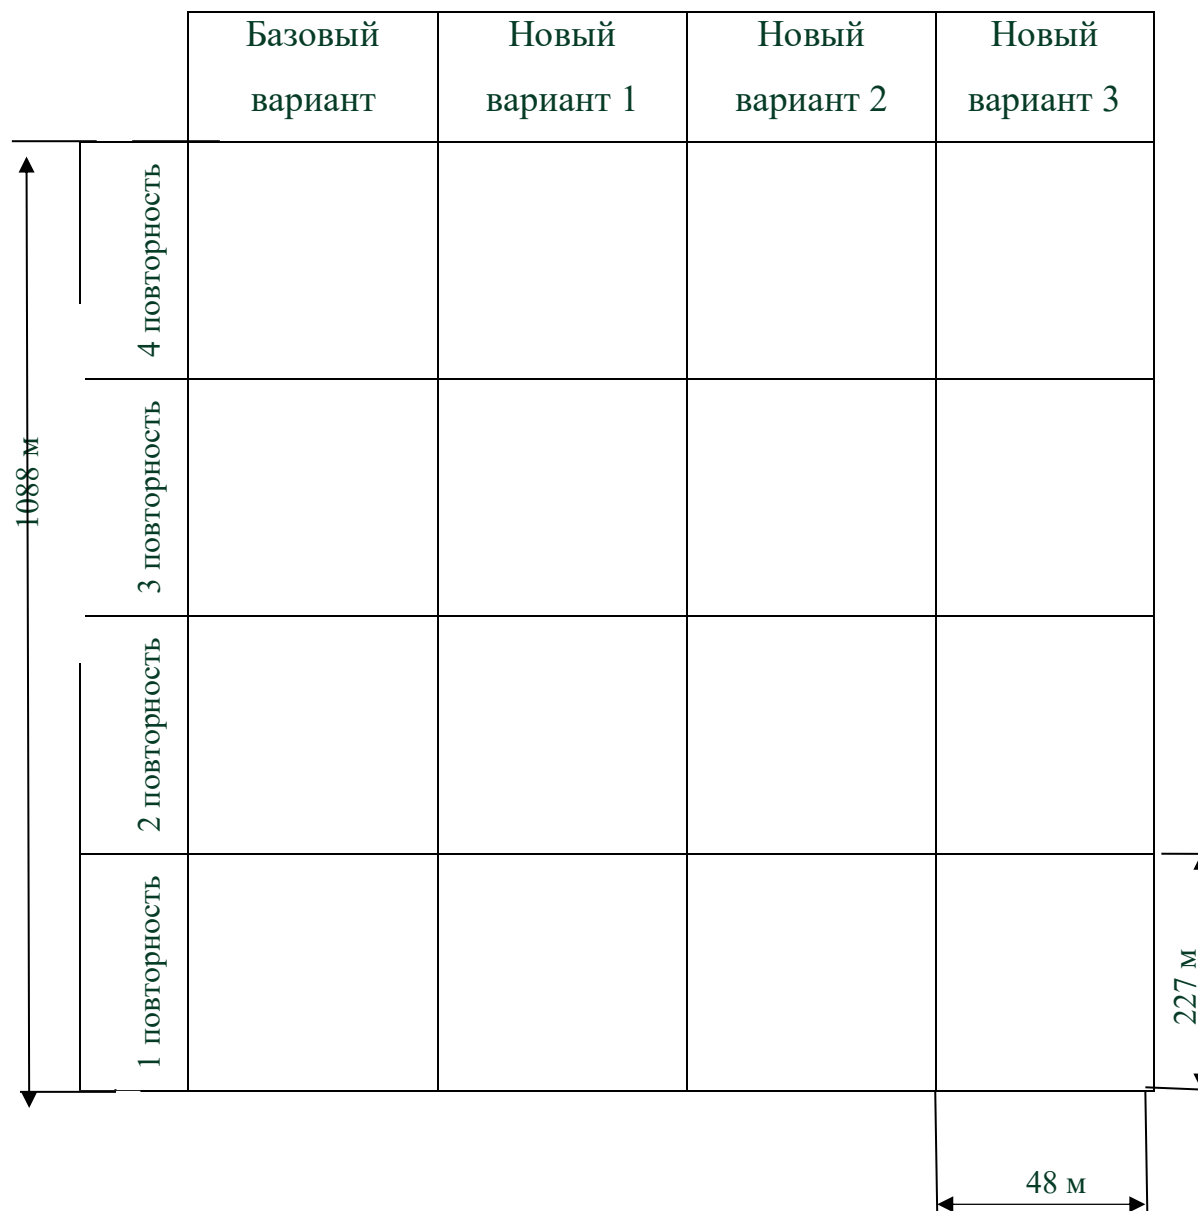 Базовый
вариант
Новый
вариант 1
Новый
вариант 2
Новый
вариант 3
4 повторность
3 повторность
2 повторность
1 повторность
1088 м
227 м
48 м